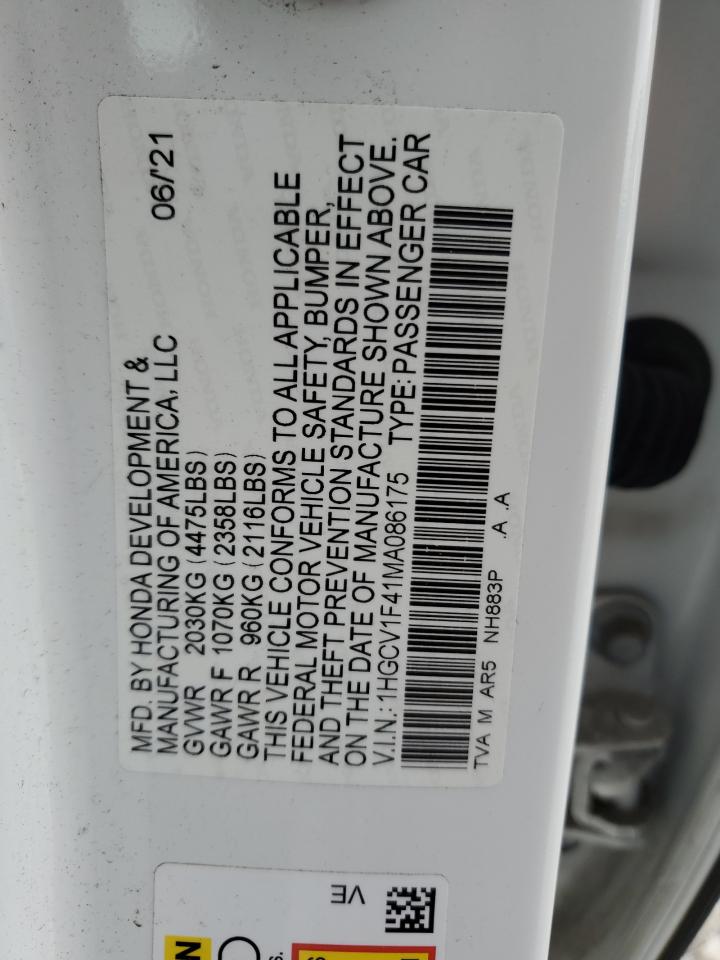 MFD. BY HONDA DEVELOPMENT &
MANUFACTURING OF AMERICA, LLC 06/'21
GVWR 2030KG (4475LBS)
GAWR F 1070KG (2358LBS)
GAWR R 960KG (2116LBS)
THIS VEHICLE CONFORMS TO ALL APPLICABLE
FEDERAL MOTOR VEHICLE SAFETY, BUMPER,
AND THEFT PREVENTION STANDARDS IN EFFECT
ON THE DATE OF MANUFACTURE SHOWN ABOVE.
V.I.N.: 1HGCV1F41MA086175 TYPE: PASSENGER CAR
TVA M AR5 NH883P .A .A
VE